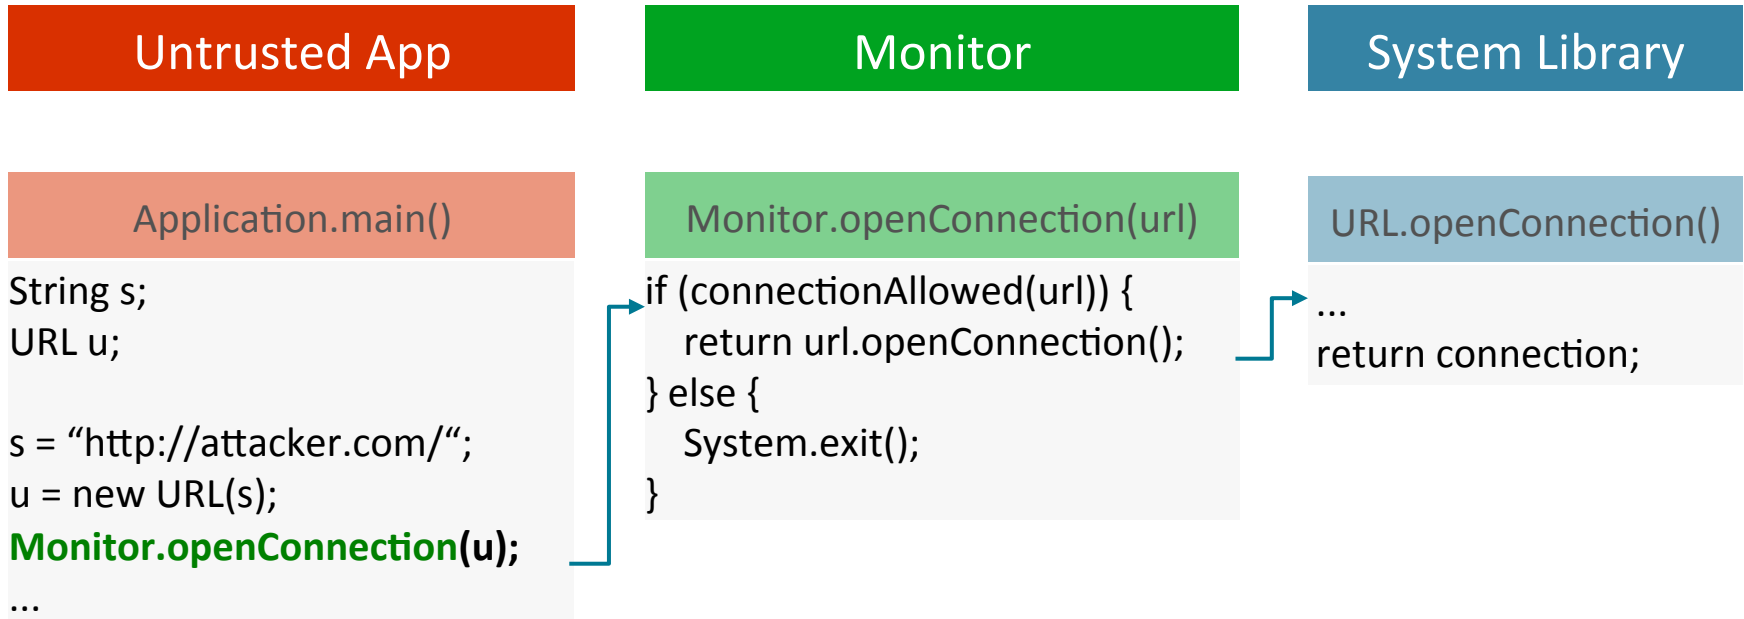 Untrusted App
Monitor
System Library
Application.main()
String s;
URL u;
s = “http://attacker.com/“;
u = new URL(s);
Monitor.openConnection(u);
...
Monitor.openConnection(url)
if (connectionAllowed(url)) {
return url.openConnection();
} else {
System.exit();
}
URL.openConnection()
...
return connection;